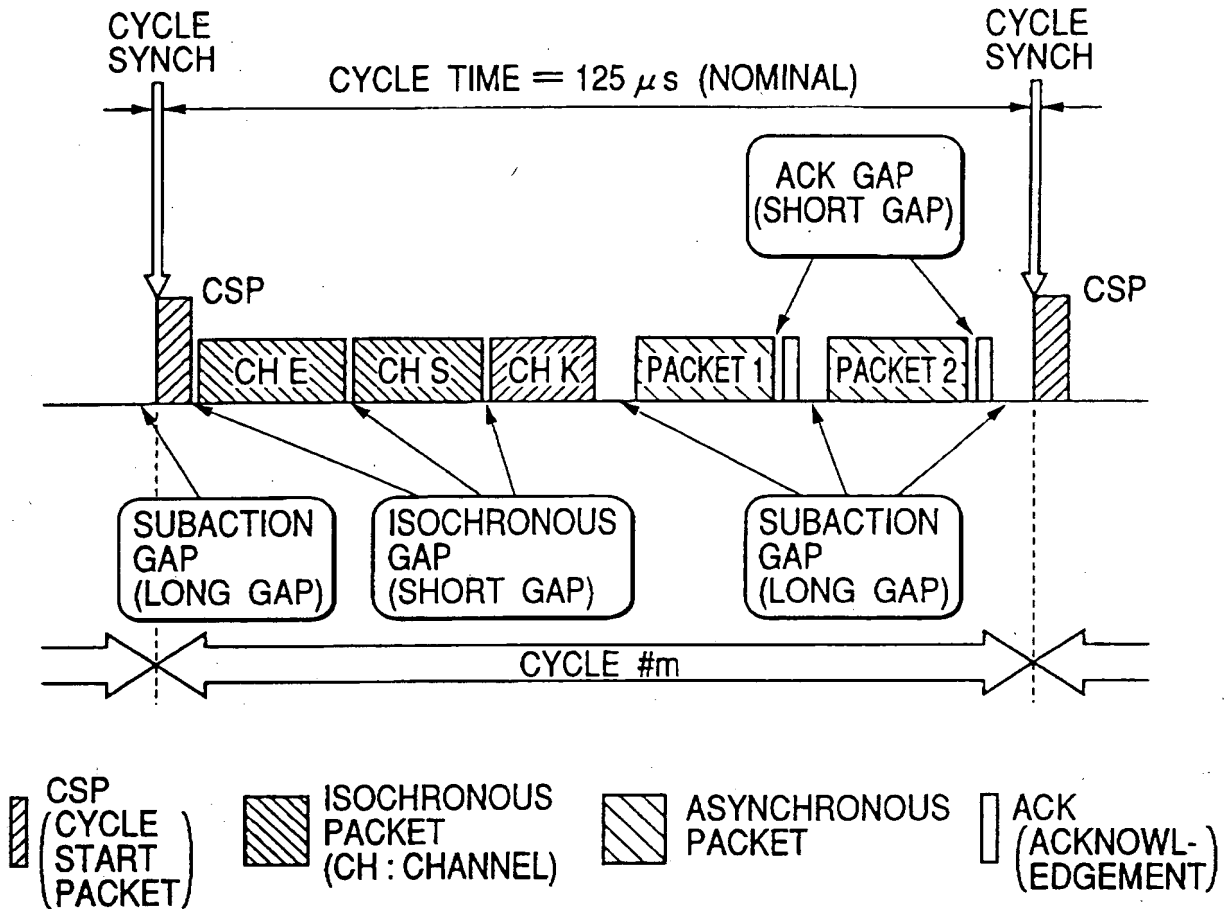 CYCLE
SYNCH
CYCLE TIME = 125 μs (NOMINAL)
CYCLE
SYNCH
ACK GAP
(SHORT GAP)
CSP
CSP
CH E
CH S
CH K
PACKET 1
PACKET 2
SUBACTION
GAP
(LONG GAP)
ISOCHRONOUS
GAP
(SHORT GAP)
SUBACTION
GAP
(LONG GAP)
CYCLE #m
CSP
(CYCLE
START
PACKET)
ISOCHRONOUS
PACKET
(CH : CHANNEL)
ASYNCHRONOUS
PACKET
ACK
(ACKNOWL-
EDGEMENT)